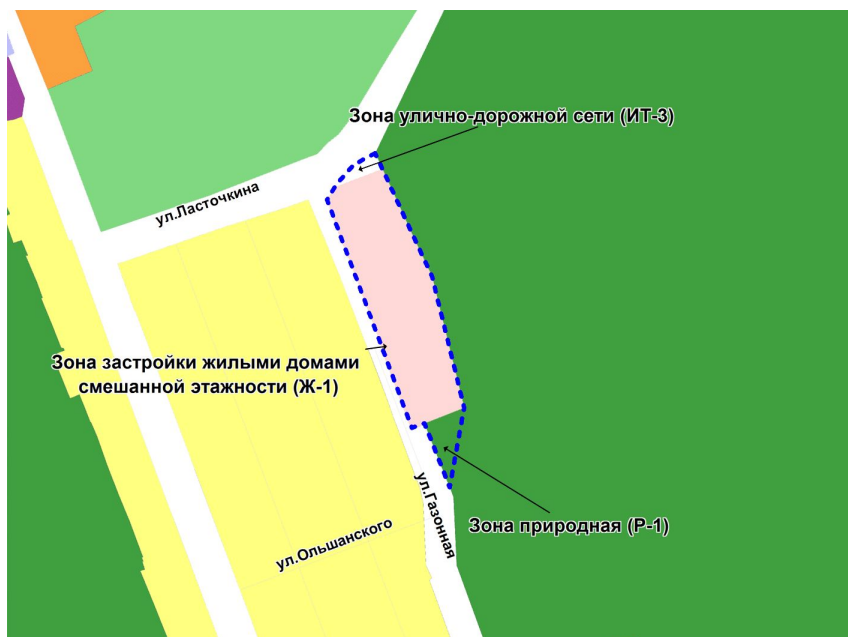 Зона улично-дорожной сети (ИТ-3)
ул.Ласточкина
Зона застройки жилыми домами
смешанной этажности (Ж-1)
ул.Газонная
Зона природная (Р-1)
ул.Ольшанского